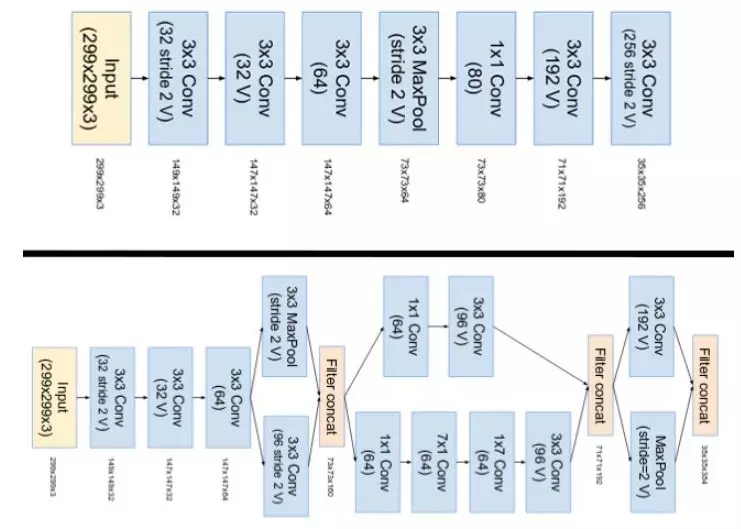 Input
(299x299x3)
3x3 Conv
(32 stride 2 V)
3x3 Conv
(32 V)
3x3 Conv
(64)
3x3 MaxPool
(stride 2 V)
1x1 Conv
(80)
3x3 Conv
(192 V)
3x3 Conv
(256 stride 2 V)
299x299x3
149x149x32
147x147x32
147x147x64
73x73x64
73x73x80
71x71x192
35x35x256
Input
(299x299x3)
3x3 Conv
(32 stride 2 V)
3x3 Conv
(32 V)
3x3 Conv
(64)
3x3 MaxPool
(stride 2 V)
3x3 Conv
(96 stride 2 V)
Filter concat
1x1 Conv
(64)
3x3 Conv
(96 V)
1x1 Conv
(64)
7x1 Conv
(64)
1x7 Conv
(64)
3x3 Conv
(96 V)
Filter concat
3x3 Conv
(192 V)
MaxPool
(stride=2 V)
Filter concat
299x299x3
149x149x32
147x147x32
147x147x64
73x73x160
71x71x192
35x35x384